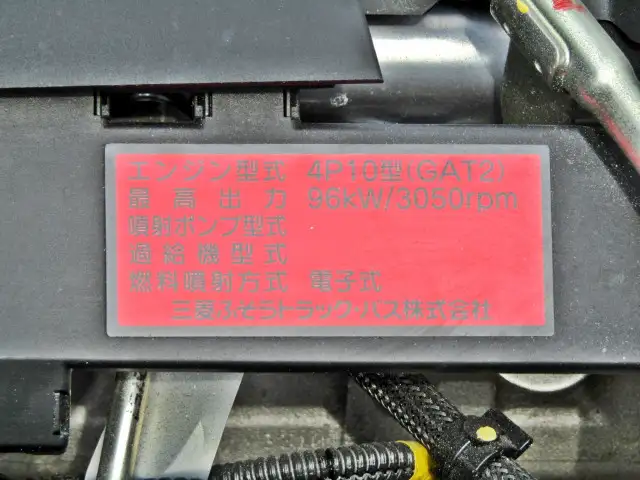 エンジン型式 4P10型(GAT2)
最高出力 96kW/3050rpm
噴射ポンプ型式
過給機型式
燃料噴射方式 電子式
三菱ふそうトラック・バス株式会社